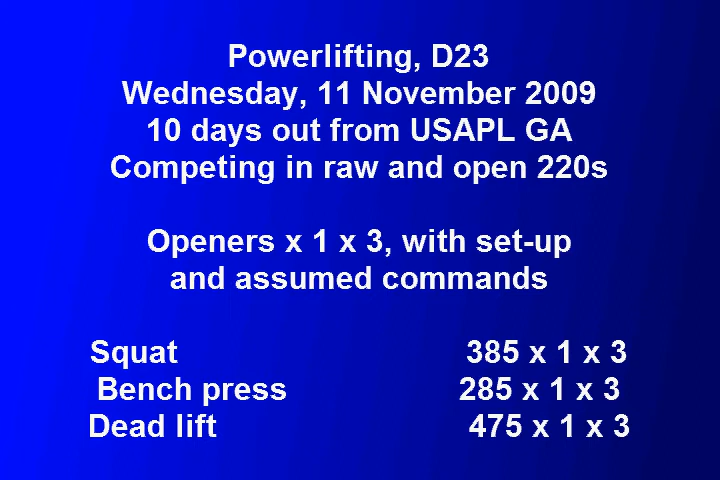 Powerlifting, D23
Wednesday, 11 November 2009
10 days out from USAPL GA
Competing in raw and open 220s
Openers x 1 x 3, with set-up
and assumed commands
Squat 385 x 1 x 3
Bench press 285 x 1 x 3
Dead lift 475 x 1 x 3